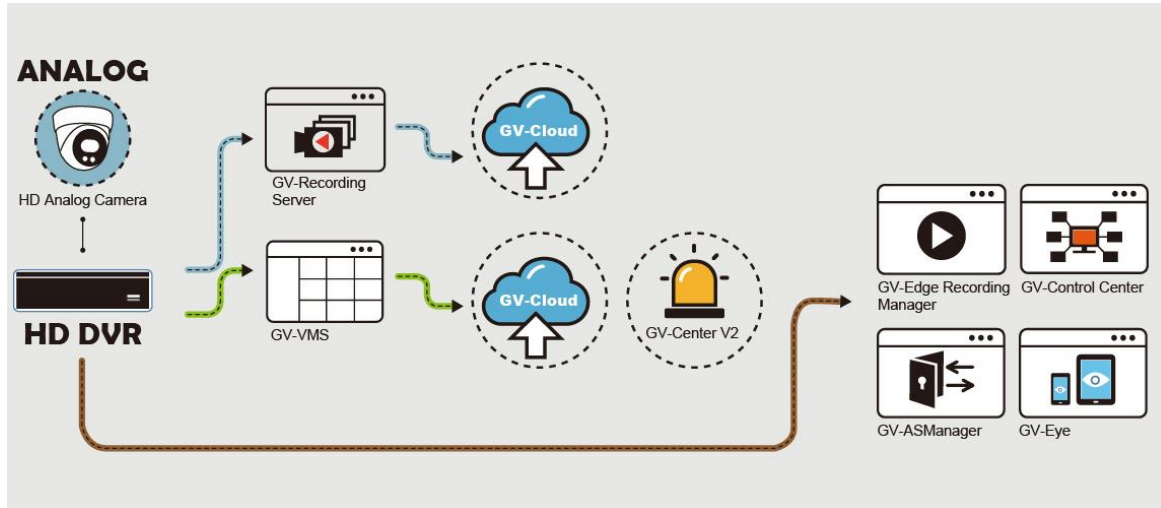 ANALOG
HD Analog Camera
HD DVR
GV-Recording
Server
GV-Cloud
GV-VMS
GV-Cloud
GV-Center V2
GV-Edge Recording
Manager
GV-Control Center
GV-ASManager
GV-Eye